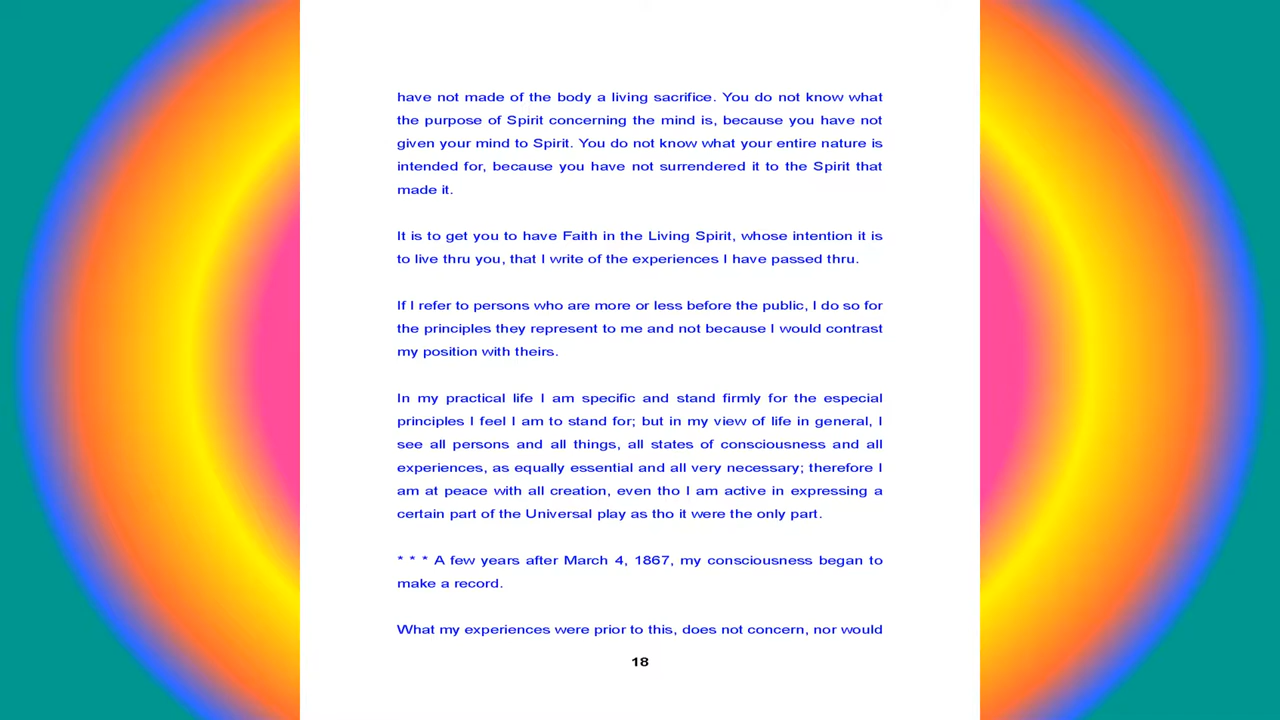 have not made of the body a living sacrifice. You do not know what
the purpose of Spirit concerning the mind is, because you have not
given your mind to Spirit. You do not know what your entire nature is
intended for, because you have not surrendered it to the Spirit that
made it.
It is to get you to have Faith in the Living Spirit, whose intention it is
to live thru you, that I write of the experiences I have passed thru.
If I refer to persons who are more or less before the public, I do so for
the principles they represent to me and not because I would contrast
my position with theirs.
In my practical life I am specific and stand firmly for the especial
principles I feel I am to stand for; but in my view of life in general, I
see all persons and all things, all states of consciousness and all
experiences, as equally essential and all very necessary; therefore I
am at peace with all creation, even tho I am active in expressing a
certain part of the Universal play as tho it were the only part.
* * * A few years after March 4, 1867, my consciousness began to
make a record.
What my experiences were prior to this, does not concern, nor would
18